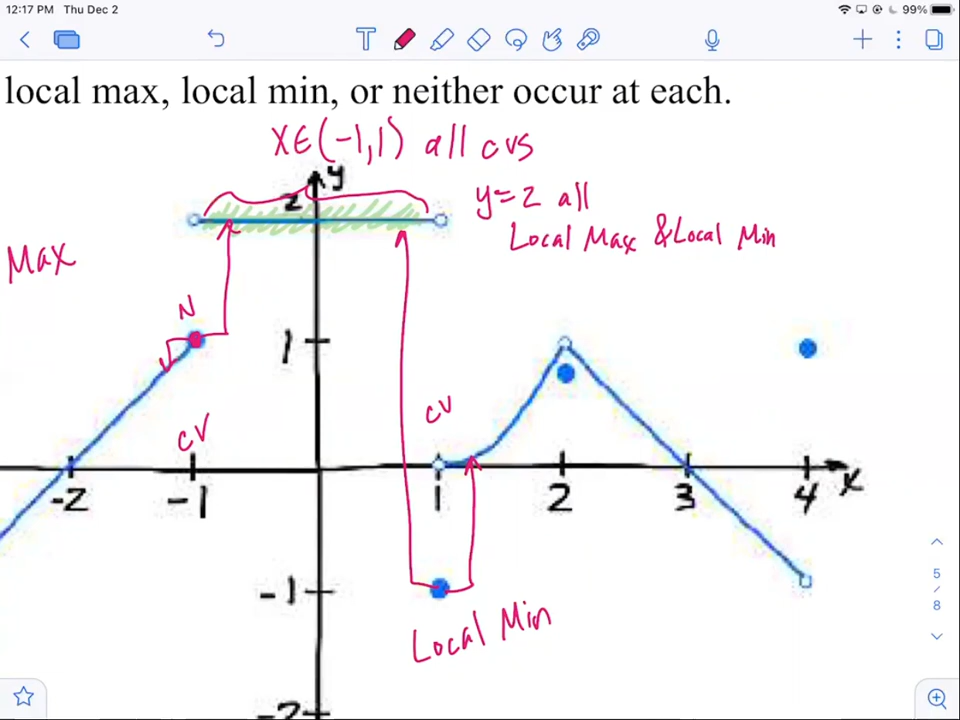 12:17 PM Thu Dec 2
99%
T
local max, local min, or neither occur at each.
X∈(-1,1) all cvs
y
2
y=2 all
Local Max & Local Min
Max
N
1
CV
CV
-2 -1 1 2 3 4 x
-1
Local Min
-2
5
/
8